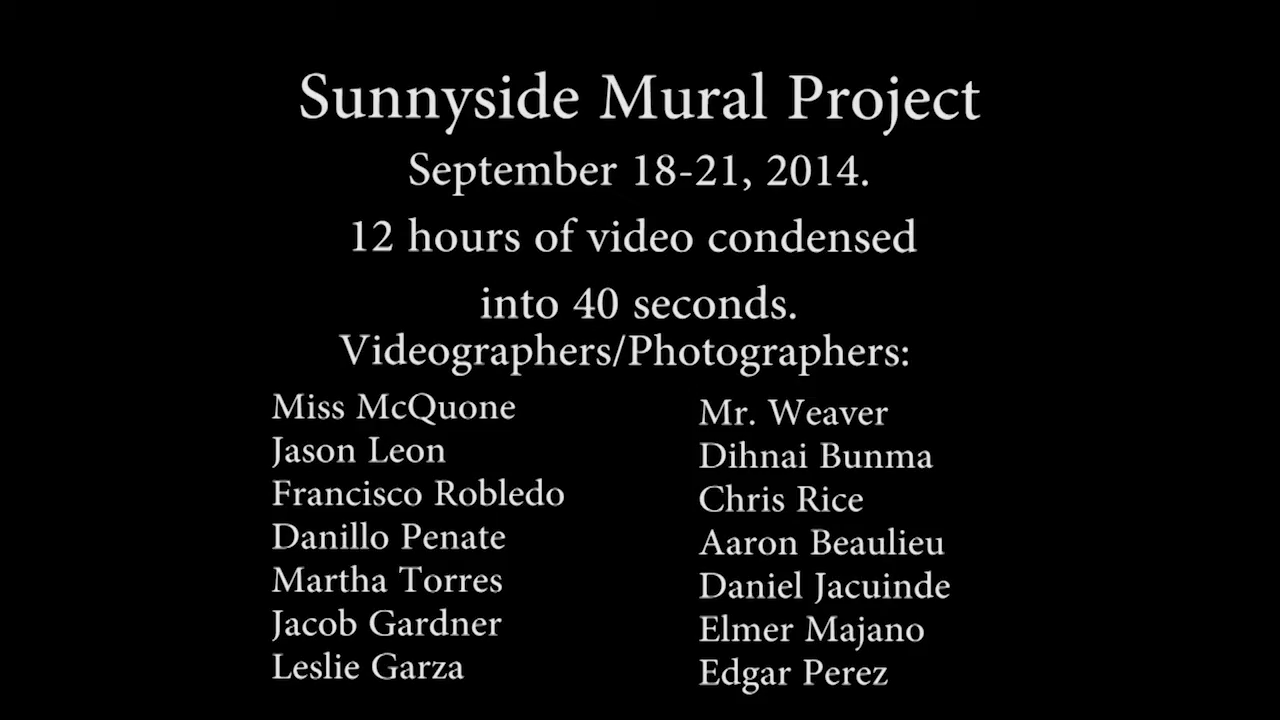 Sunnyside Mural Project
September 18-21, 2014.
12 hours of video condensed
into 40 seconds.
Videographers/Photographers:
Miss McQuone
Jason Leon
Francisco Robledo
Danillo Penate
Martha Torres
Jacob Gardner
Leslie Garza
Mr. Weaver
Dihnai Bunma
Chris Rice
Aaron Beaulieu
Daniel Jacuinde
Elmer Majano
Edgar Perez